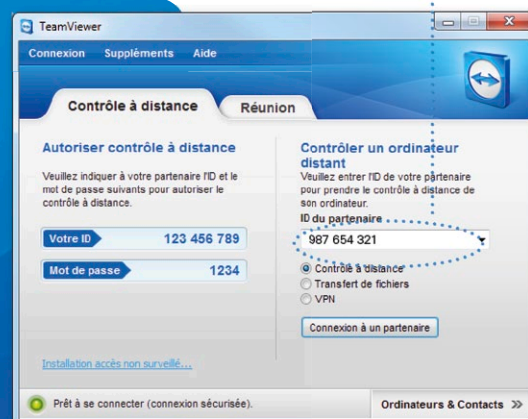 TeamViewer
Connexion Suppléments Aide
Contrôle à distance
Réunion
Autoriser contrôle à distance
Veuillez indiquer à votre partenaire l'ID et le
mot de passe suivants pour autoriser le
contrôle à distance.
Votre ID 123 456 789
Mot de passe 1234
Installation accès non surveillé...
Contrôler un ordinateur
distant
Veuillez entrer l'ID de votre partenaire
pour prendre le contrôle à distance de
son ordinateur.
ID du partenaire
987 654 321
Contrôle à distance
Transfert de fichiers
VPN
Connexion à un partenaire
Prêt à se connecter (connexion sécurisée).
Ordinateurs & Contacts